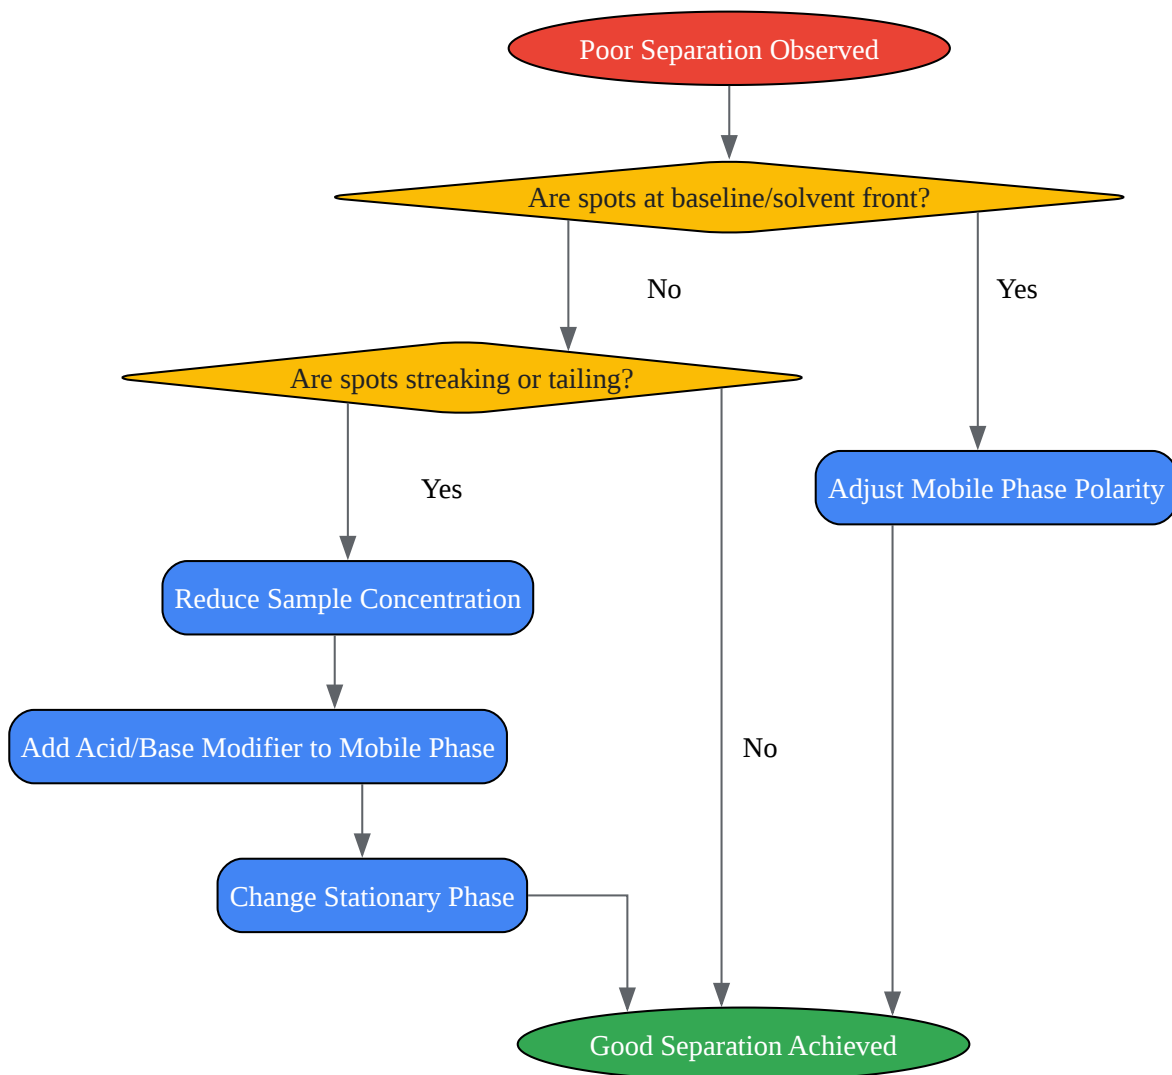 Poor Separation Observed
Are spots at baseline/solvent front?
No
Yes
Are spots streaking or tailing?
Yes
Adjust Mobile Phase Polarity
Reduce Sample Concentration
Add Acid/Base Modifier to Mobile Phase
No
Change Stationary Phase
Good Separation Achieved